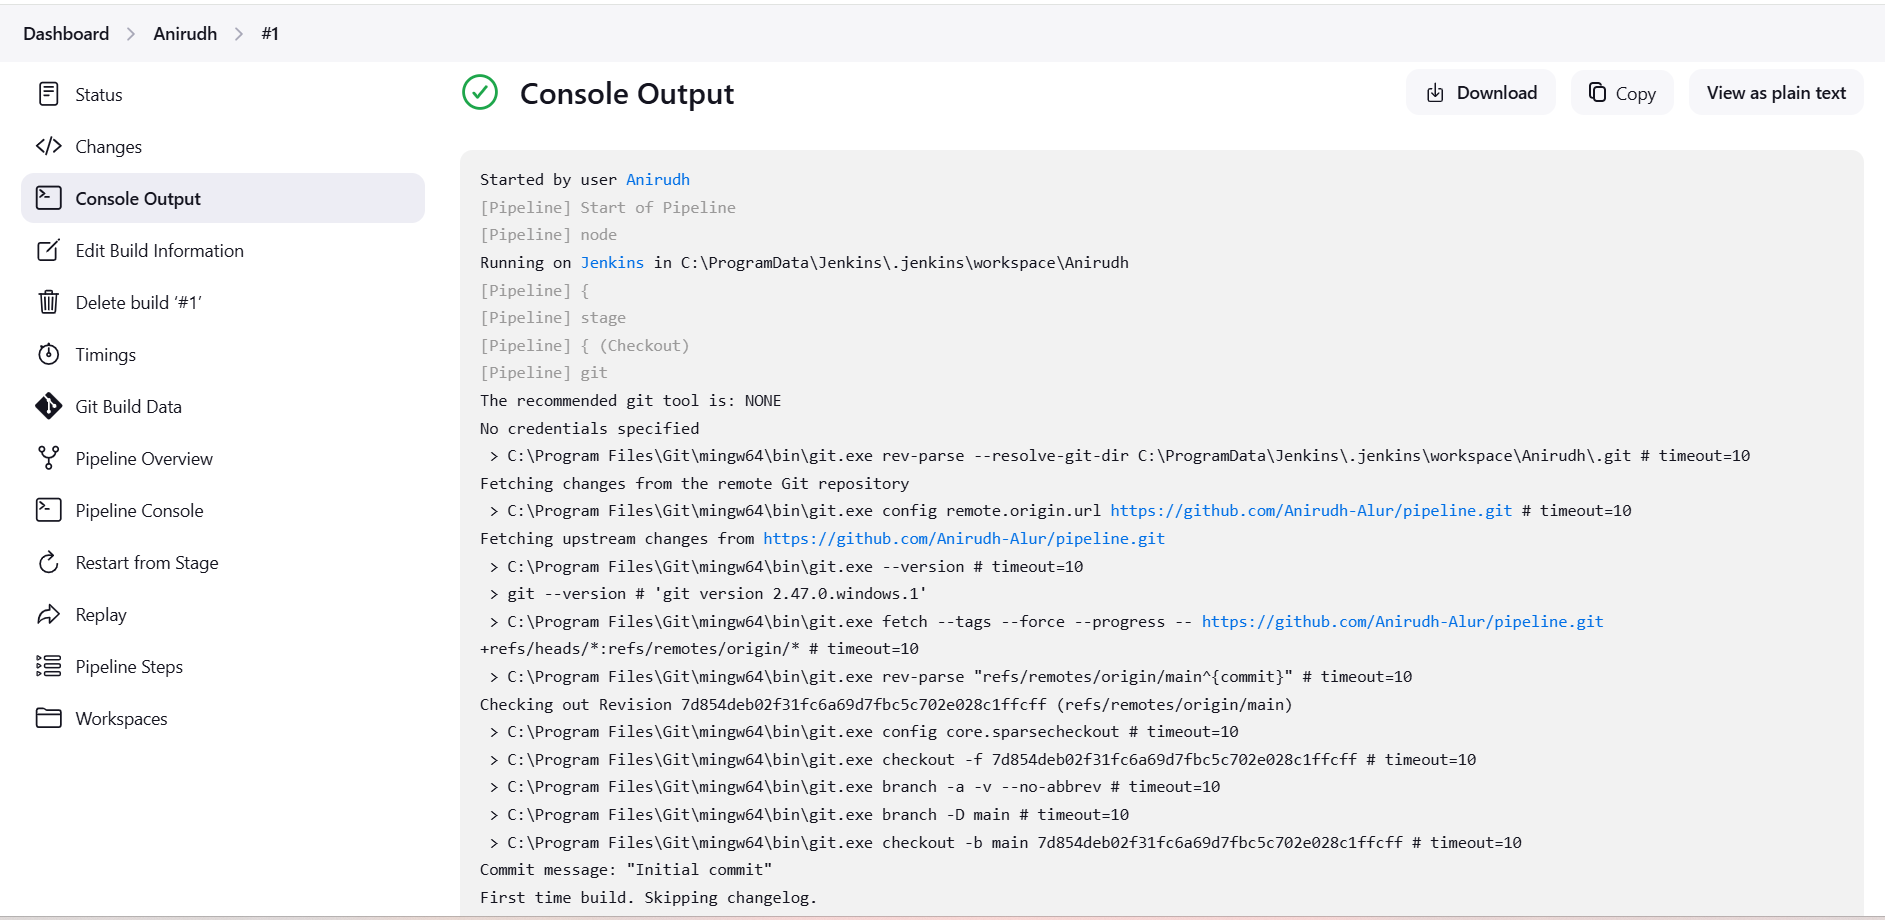 Dashboard > Anirudh > #1
Status
Changes
Console Output
Edit Build Information
Delete build ‘#1’
Timings
Git Build Data
Pipeline Overview
Pipeline Console
Restart from Stage
Replay
Pipeline Steps
Workspaces
Console Output
Download
Copy
View as plain text
Started by user Anirudh
[Pipeline] Start of Pipeline
[Pipeline] node
Running on Jenkins in C:\ProgramData\Jenkins\.jenkins\workspace\Anirudh
[Pipeline] {
[Pipeline] stage
[Pipeline] { (Checkout)
[Pipeline] git
The recommended git tool is: NONE
No credentials specified
 > C:\Program Files\Git\mingw64\bin\git.exe rev-parse --resolve-git-dir C:\ProgramData\Jenkins\.jenkins\workspace\Anirudh\.git # timeout=10
Fetching changes from the remote Git repository
 > C:\Program Files\Git\mingw64\bin\git.exe config remote.origin.url https://github.com/Anirudh-Alur/pipeline.git # timeout=10
Fetching upstream changes from https://github.com/Anirudh-Alur/pipeline.git
 > C:\Program Files\Git\mingw64\bin\git.exe --version # timeout=10
 > git --version # 'git version 2.47.0.windows.1'
 > C:\Program Files\Git\mingw64\bin\git.exe fetch --tags --force --progress -- https://github.com/Anirudh-Alur/pipeline.git
+refs/heads/*:refs/remotes/origin/* # timeout=10
 > C:\Program Files\Git\mingw64\bin\git.exe rev-parse "refs/remotes/origin/main^{commit}" # timeout=10
Checking out Revision 7d854deb02f31fc6a69d7fbc5c702e028c1ffcff (refs/remotes/origin/main)
 > C:\Program Files\Git\mingw64\bin\git.exe config core.sparsecheckout # timeout=10
 > C:\Program Files\Git\mingw64\bin\git.exe checkout -f 7d854deb02f31fc6a69d7fbc5c702e028c1ffcff # timeout=10
 > C:\Program Files\Git\mingw64\bin\git.exe branch -a -v --no-abbrev # timeout=10
 > C:\Program Files\Git\mingw64\bin\git.exe branch -D main # timeout=10
 > C:\Program Files\Git\mingw64\bin\git.exe checkout -b main 7d854deb02f31fc6a69d7fbc5c702e028c1ffcff # timeout=10
Commit message: "Initial commit"
First time build. Skipping changelog.